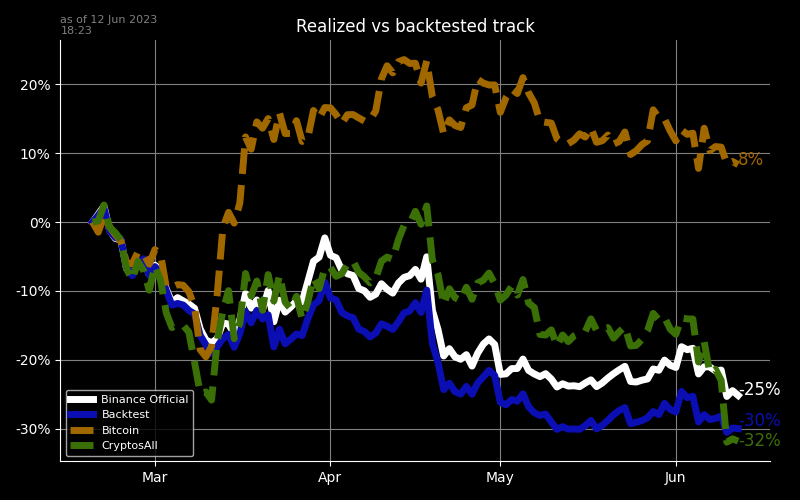 as of 12 Jun 2023
18:23
Realized vs backtested track
20%
10%
0%
-10%
-20%
-30%
8%
-25%
-30%
-32%
Binance Official
Backtest
Bitcoin
CryptosAll
Mar
Apr
May
Jun